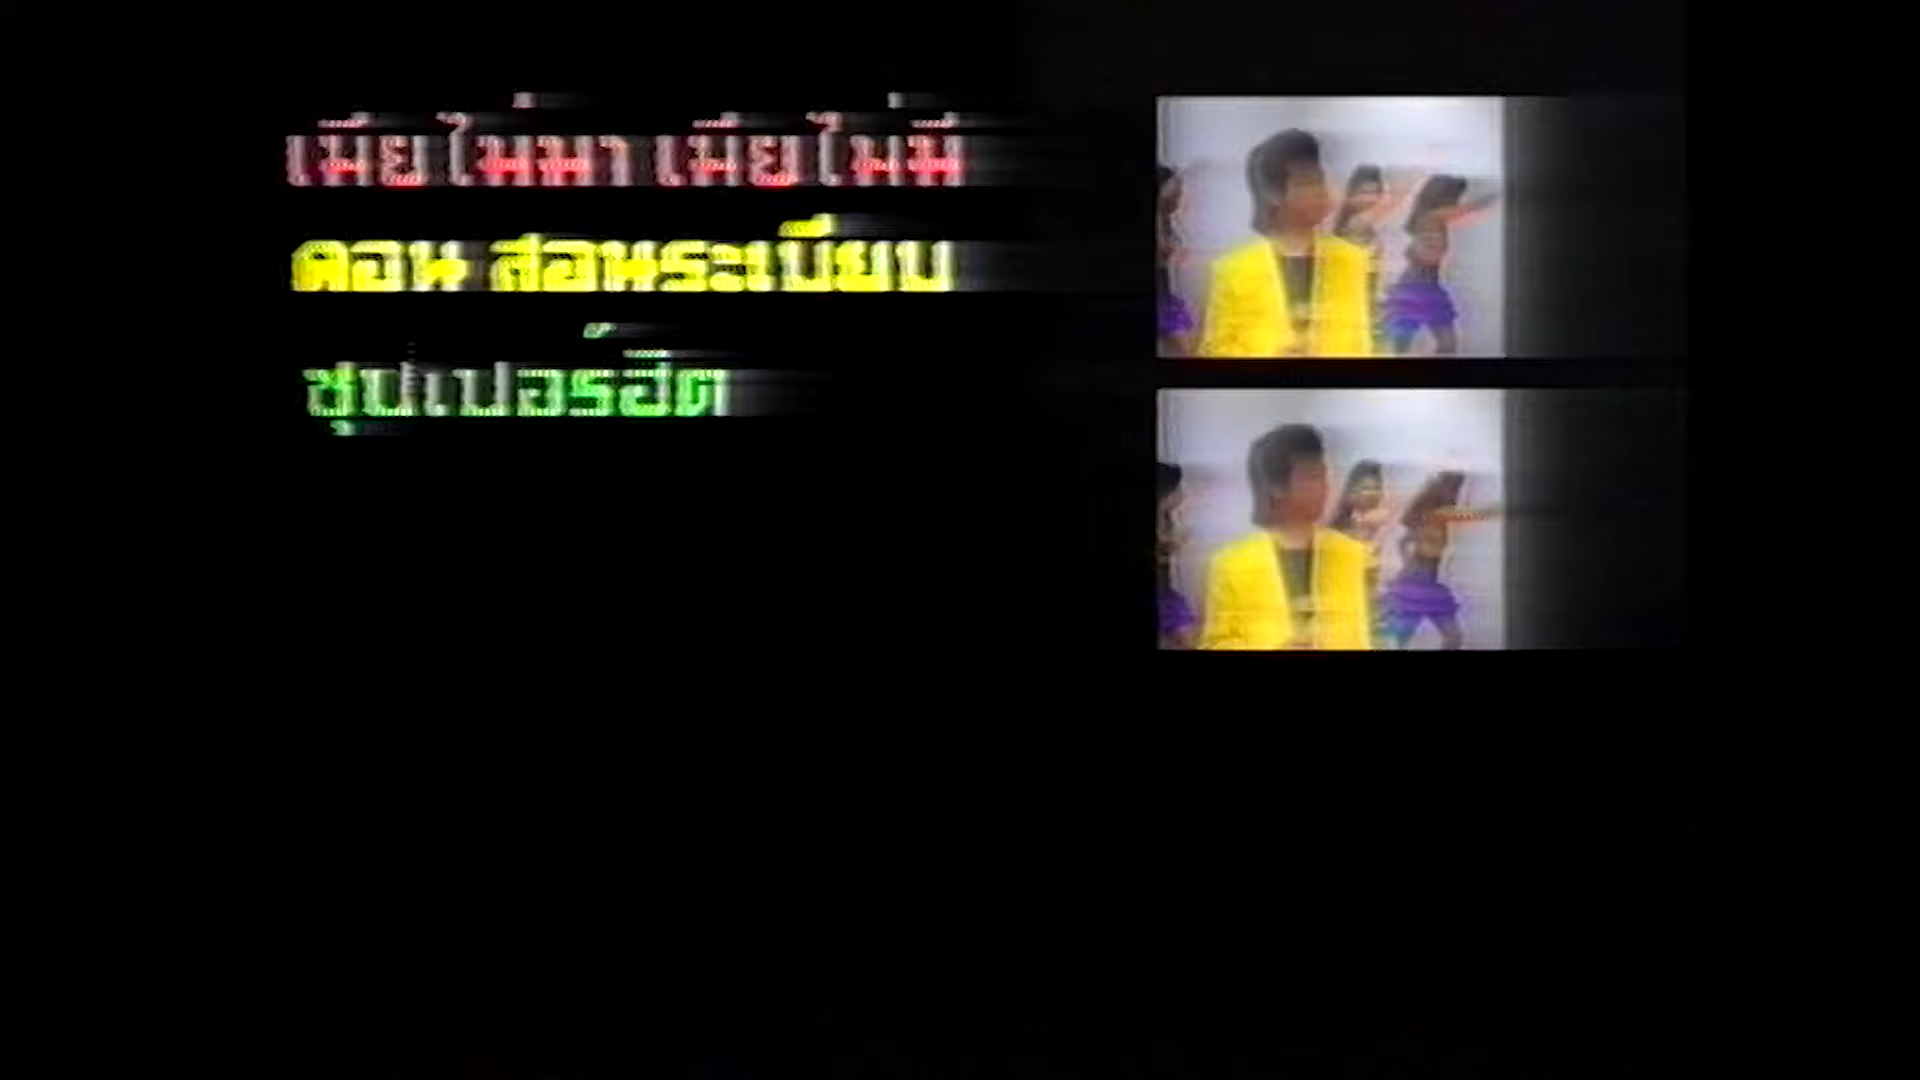 เมียไม่มา เมียไม่มี
คอน สอนระเบียบ
ซุปเปอร์ฮิต